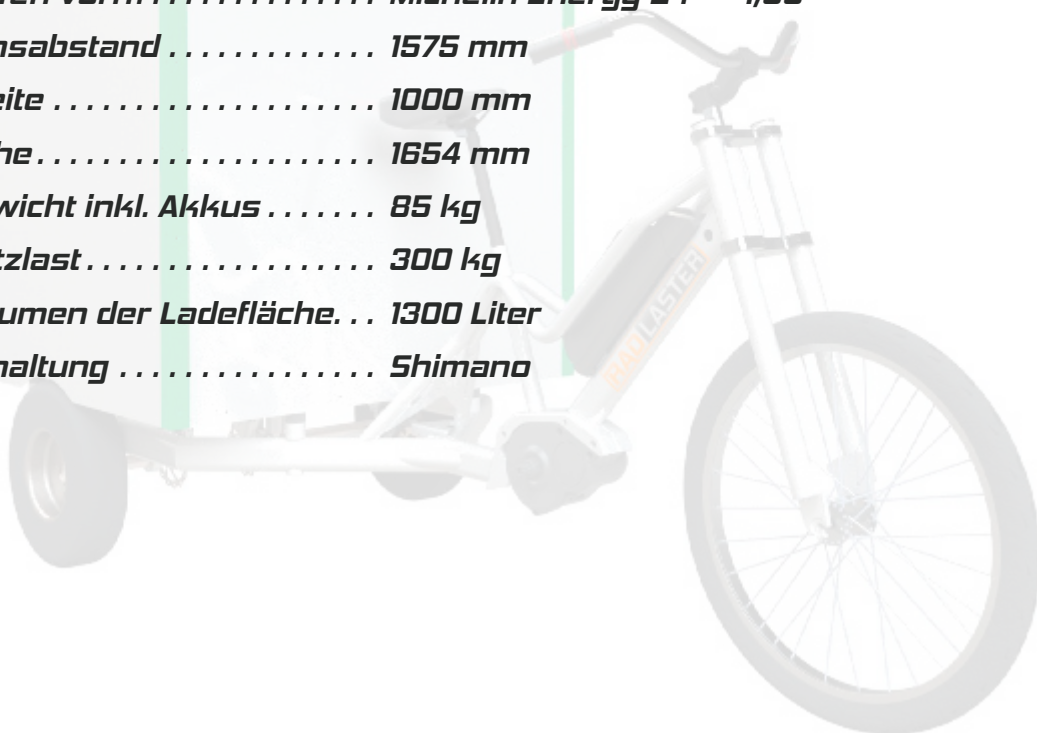 nsabstand ............. 1575 mm
eite .................... 1000 mm
he ..................... 1654 mm
wicht inkl. Akkus ....... 85 kg
tzlast .................. 300 kg
umen der Ladefläche... 1300 Liter
haltung ................ Shimano
RADLASTER